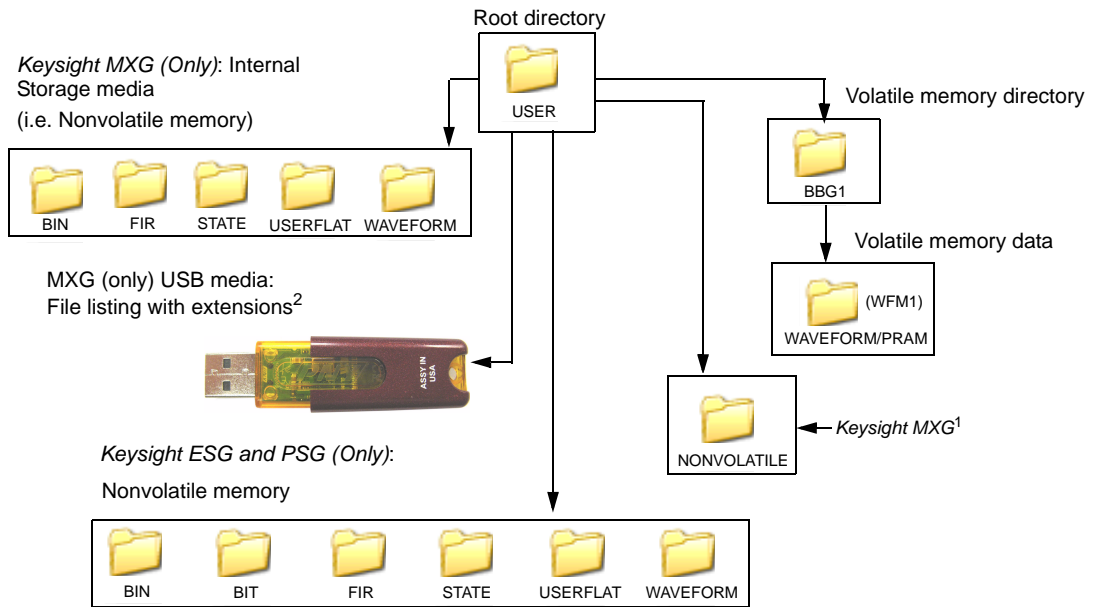 Root directory
USER
Keysight MXG (Only): Internal
Storage media
(i.e. Nonvolatile memory)
BIN
FIR
STATE
USERFLAT
WAVEFORM
Volatile memory directory
BBG1
Volatile memory data
(WFM1)
WAVEFORM/PRAM
MXG (only) USB media:
File listing with extensions2
ASSY IN
USA
NONVOLATILE
Keysight MXG1
Keysight ESG and PSG (Only):
Nonvolatile memory
BIN
BIT
FIR
STATE
USERFLAT
WAVEFORM